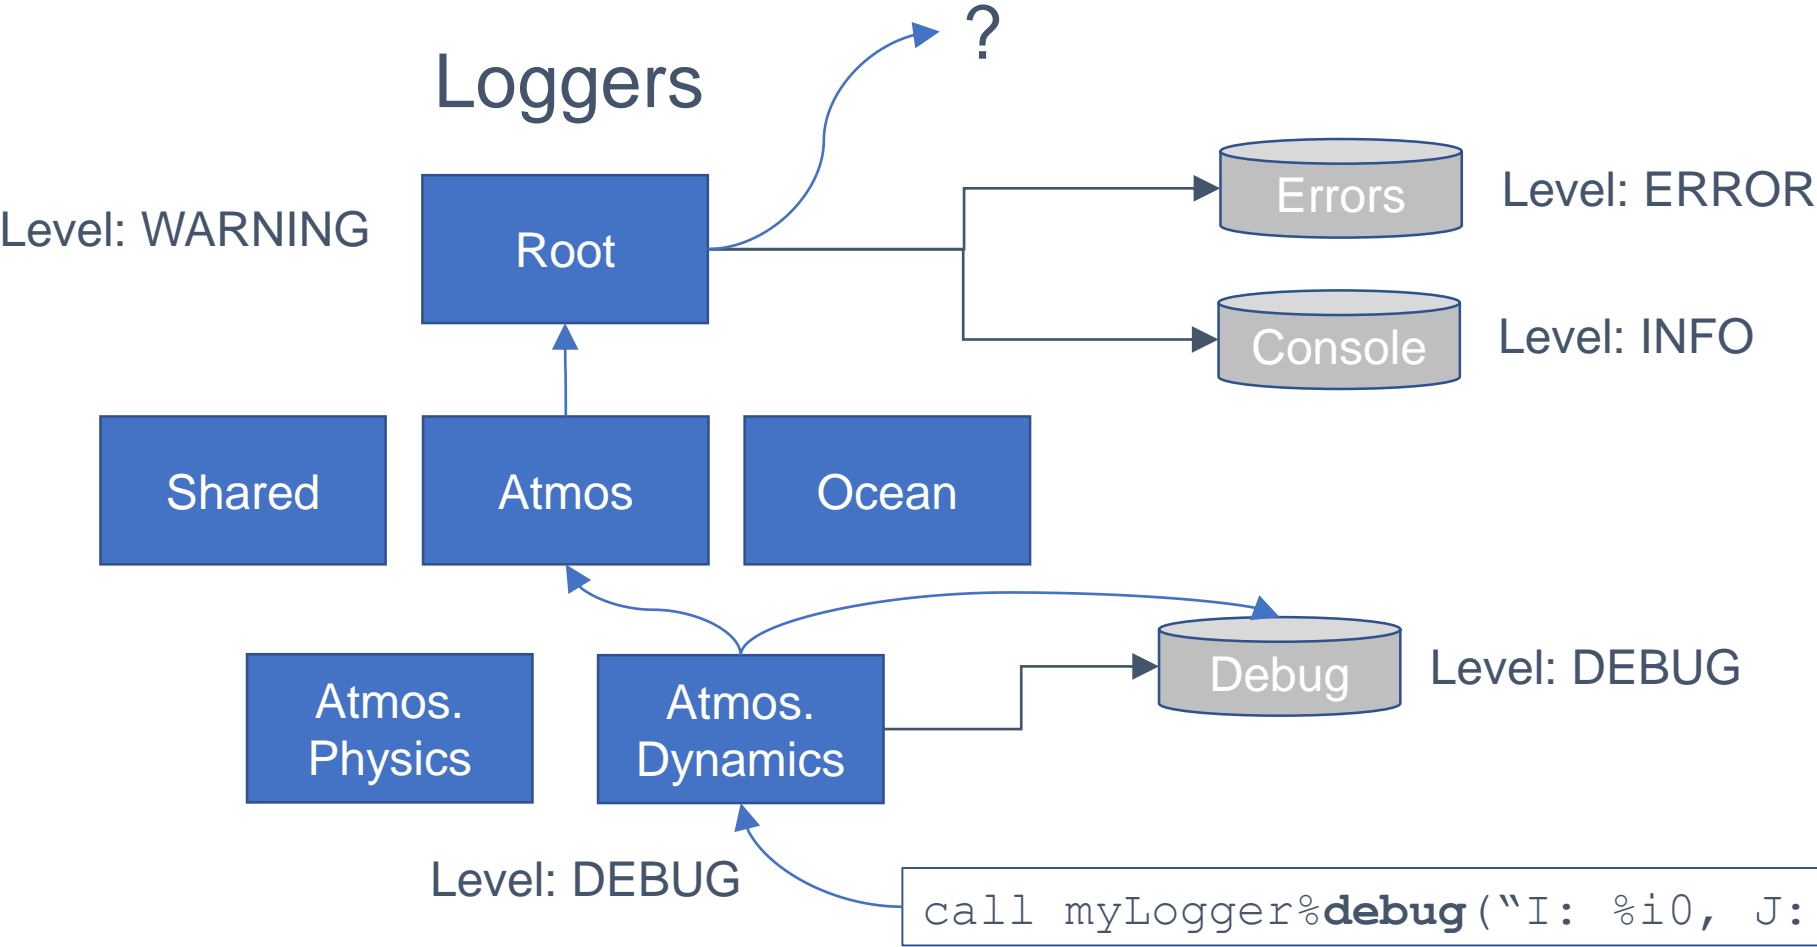 ?
Loggers
Errors
Level: ERROR
Level: WARNING
Root
Console
Level: INFO
Shared
Atmos
Ocean
Debug
Level: DEBUG
Atmos.
Physics
Atmos.
Dynamics
Level: DEBUG
call myLogger%debug(“I: %i0, J: